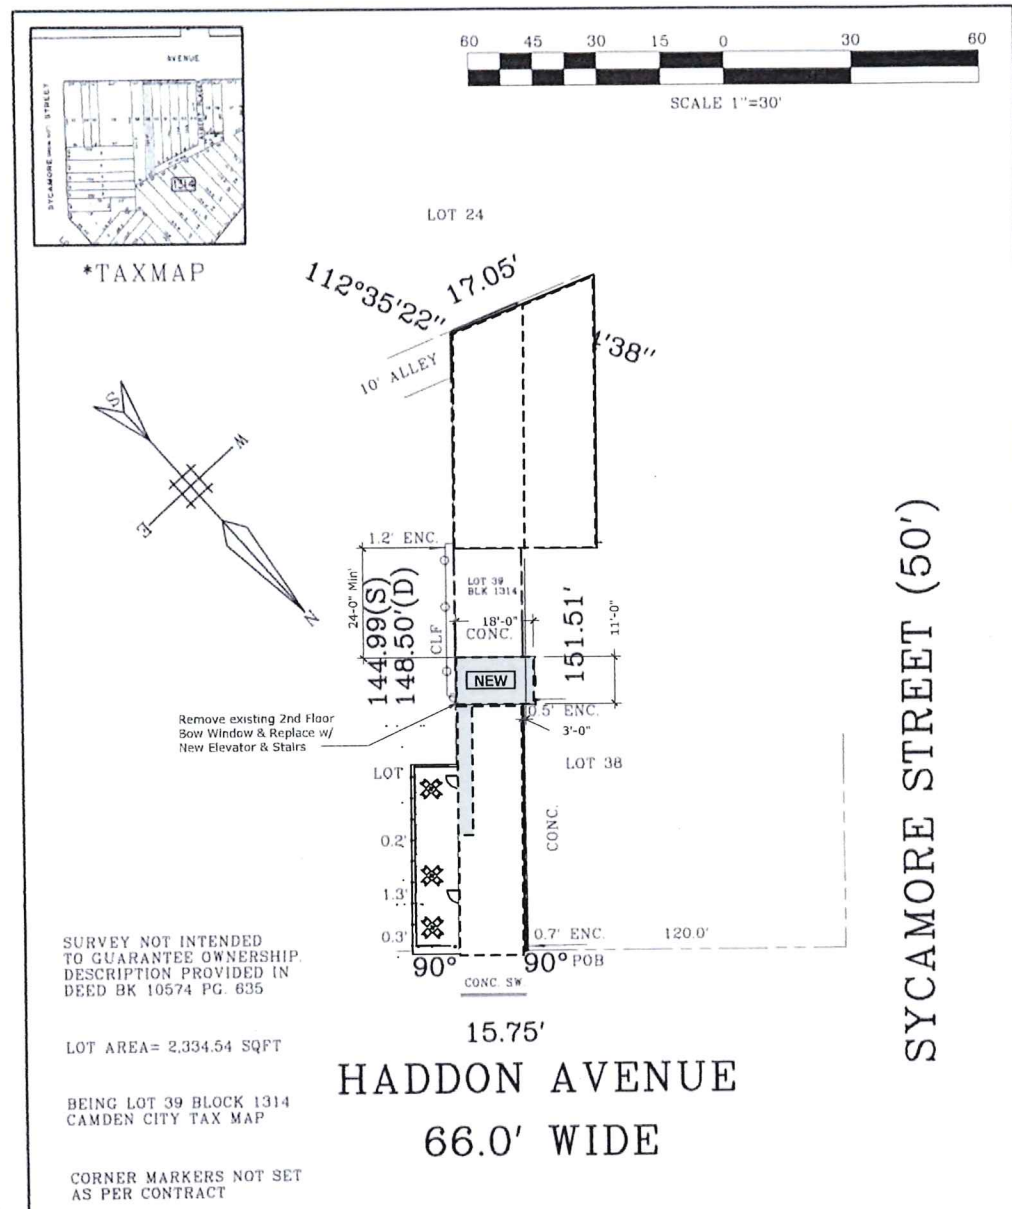 60 45 30 15 0 30 60
SCALE 1"=30'
AVENUE
SYCAMORE STREET
ALBERT PLACE
1314
*TAXMAP
LOT 24
112°35'22"
17.05'
'38"
10' ALLEY
S
W
E
N
1.2' ENC.
LOT 39
BLK 1314
24'-0" Min'
144.99(S)
148.50'(D)
CLF
18'-0"
CONC.
151.51'
11'-0"
NEW
0.5' ENC.
3'-0"
Remove existing 2nd Floor
Bow Window & Replace w/
New Elevator & Stairs
LOT
LOT 38
0.2'
CONC.
1.3'
0.3'
0.7' ENC.
120.0'
90°
90°
POB
CONC. SW
15.75'
HADDON AVENUE
66.0' WIDE
SYCAMORE STREET (50')
SURVEY NOT INTENDED
TO GUARANTEE OWNERSHIP.
DESCRIPTION PROVIDED IN
DEED BK 10574 PG. 635
LOT AREA= 2,334.54 SQFT
BEING LOT 39 BLOCK 1314
CAMDEN CITY TAX MAP
CORNER MARKERS NOT SET
AS PER CONTRACT